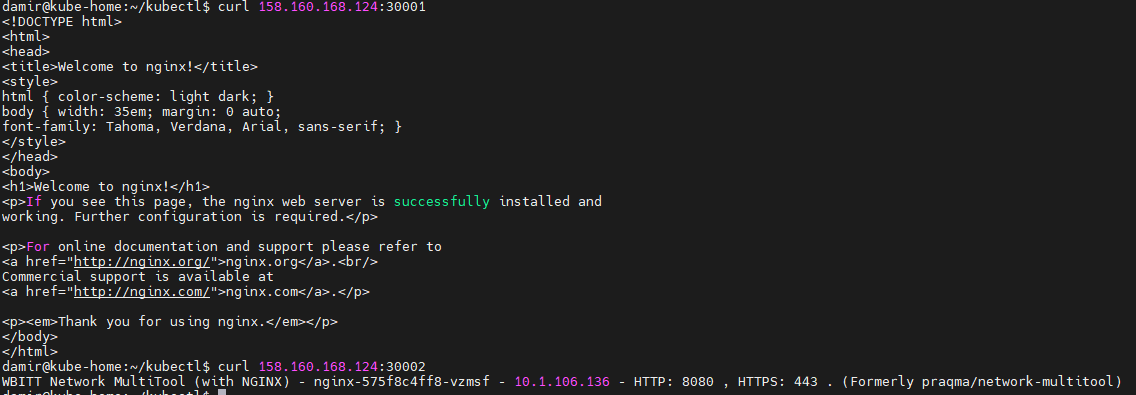 damir@kube-home:~/kubectl$ curl 158.160.168.124:30001
<!DOCTYPE html>
<html>
<head>
<title>Welcome to nginx!</title>
<style>
html { color-scheme: light dark; }
body { width: 35em; margin: 0 auto;
font-family: Tahoma, Verdana, Arial, sans-serif; }
</style>
</head>
<body>
<h1>Welcome to nginx!</h1>
<p>If you see this page, the nginx web server is successfully installed and
working. Further configuration is required.</p>

<p>For online documentation and support please refer to
<a href="http://nginx.org/">nginx.org</a>.<br/>
Commercial support is available at
<a href="http://nginx.com/">nginx.com</a>.</p>

<p><em>Thank you for using nginx.</em></p>
</body>
</html>
damir@kube-home:~/kubectl$ curl 158.160.168.124:30002
WBITT Network MultiTool (with NGINX) - nginx-575f8c4ff8-vzmsf - 10.1.106.136 - HTTP: 8080 , HTTPS: 443 . (Formerly praqma/network-multitool)